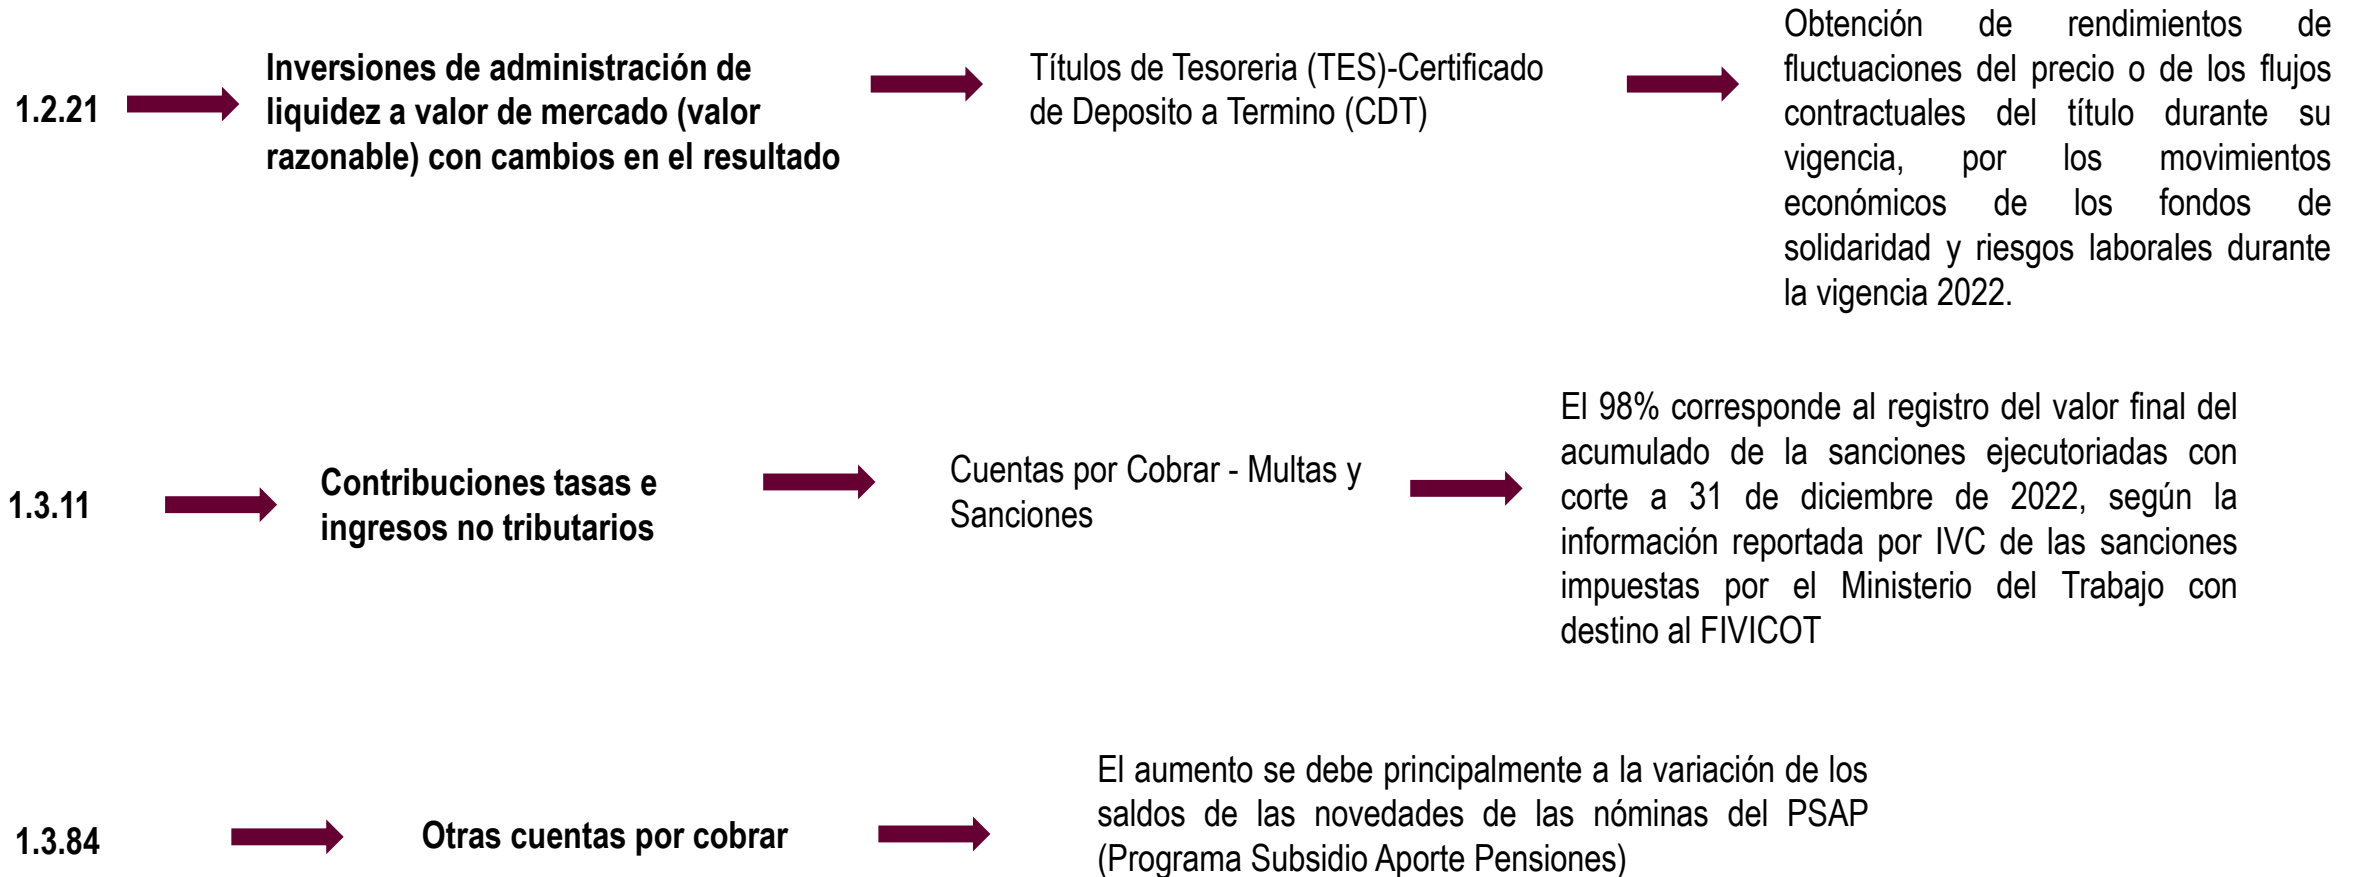 1.2.21
Inversiones de administración de
liquidez a valor de mercado (valor
razonable) con cambios en el resultado
Títulos de Tesoreria (TES)-Certificado
de Deposito a Termino (CDT)
Obtención de rendimientos de
fluctuaciones del precio o de los flujos
contractuales del título durante su
vigencia, por los movimientos
económicos de los fondos de
solidaridad y riesgos laborales durante
la vigencia 2022.
1.3.11
Contribuciones tasas e
ingresos no tributarios
Cuentas por Cobrar - Multas y
Sanciones
El 98% corresponde al registro del valor final del
acumulado de la sanciones ejecutoriadas con
corte a 31 de diciembre de 2022, según la
información reportada por IVC de las sanciones
impuestas por el Ministerio del Trabajo con
destino al FIVICOT
1.3.84
Otras cuentas por cobrar
El aumento se debe principalmente a la variación de los
saldos de las novedades de las nóminas del PSAP
(Programa Subsidio Aporte Pensiones)